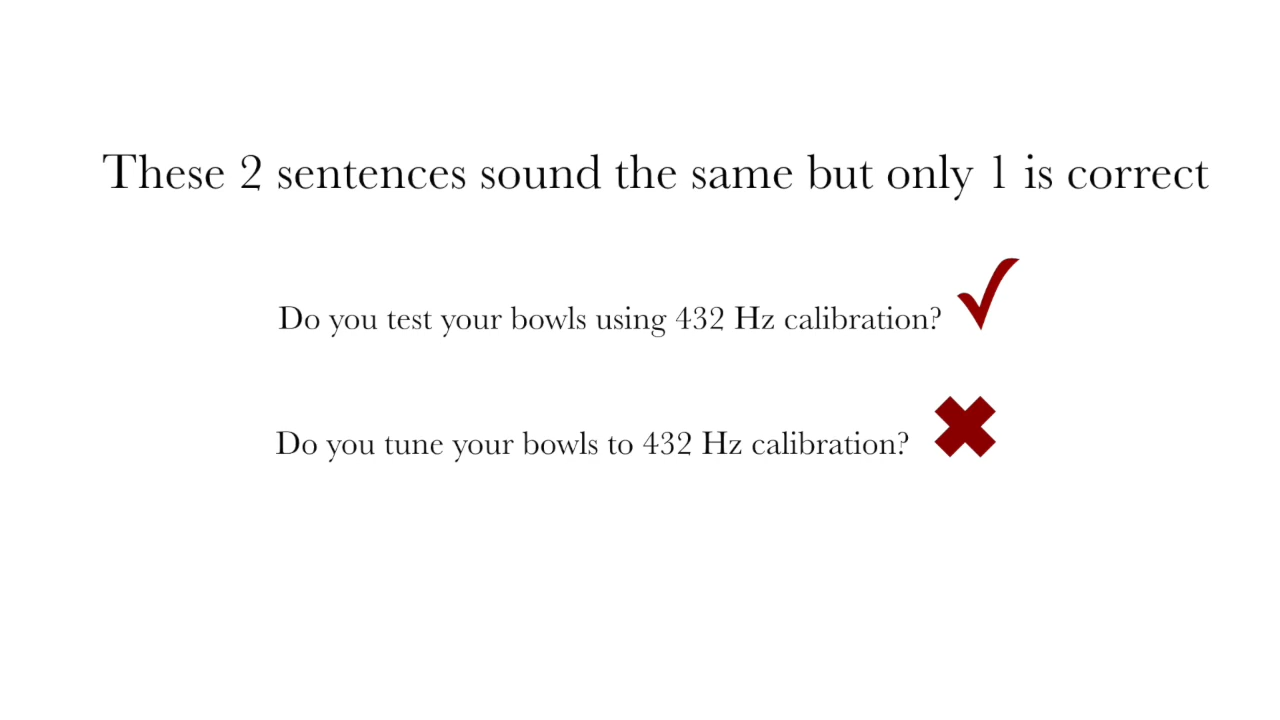 These 2 sentences sound the same but only 1 is correct
Do you test your bowls using 432 Hz calibration?
Do you tune your bowls to 432 Hz calibration?